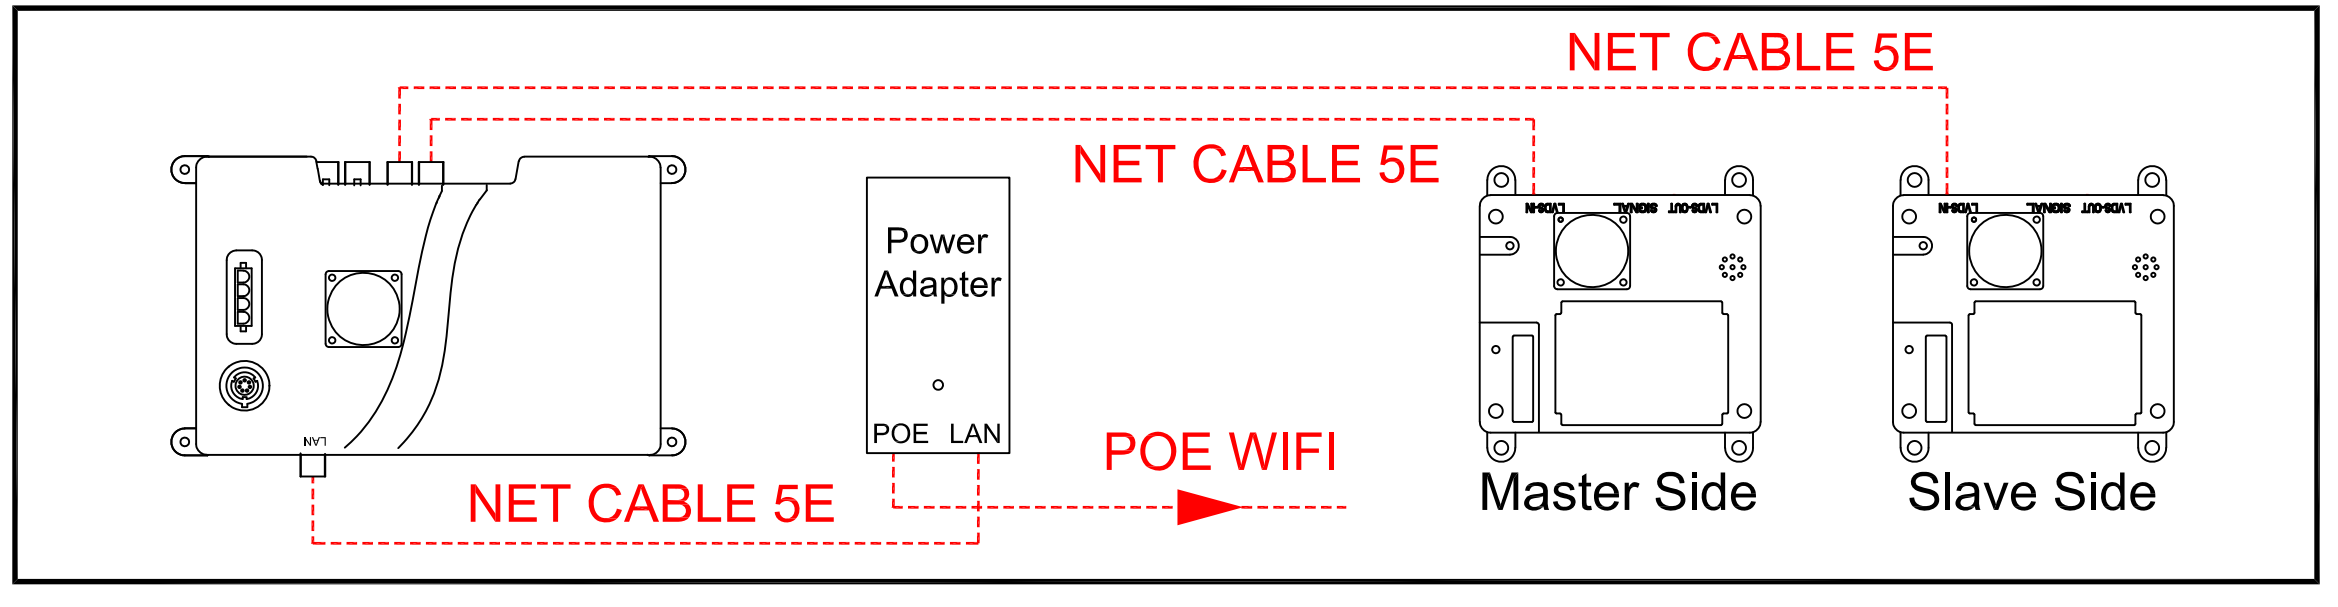 NET CABLE 5E
NET CABLE 5E
LVDS-IN SIGNAL LVDS-OUT
LVDS-IN SIGNAL LVDS-OUT
Power
Adapter
POE LAN
LAN
POE WIFI
NET CABLE 5E
Master Side
Slave Side